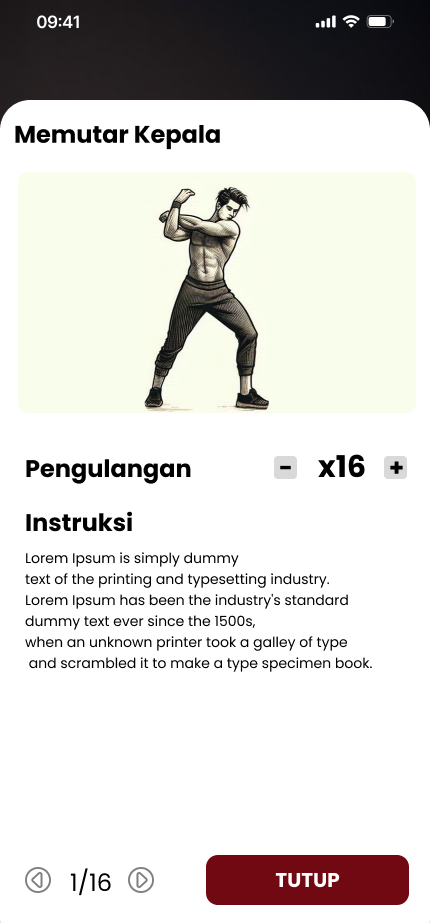 09:41
Memutar Kepala
Pengulangan - x16 +
Instruksi
Lorem Ipsum is simply dummy
text of the printing and typesetting industry.
Lorem Ipsum has been the industry's standard
dummy text ever since the 1500s,
when an unknown printer took a galley of type
and scrambled it to make a type specimen book.
1/16
TUTUP